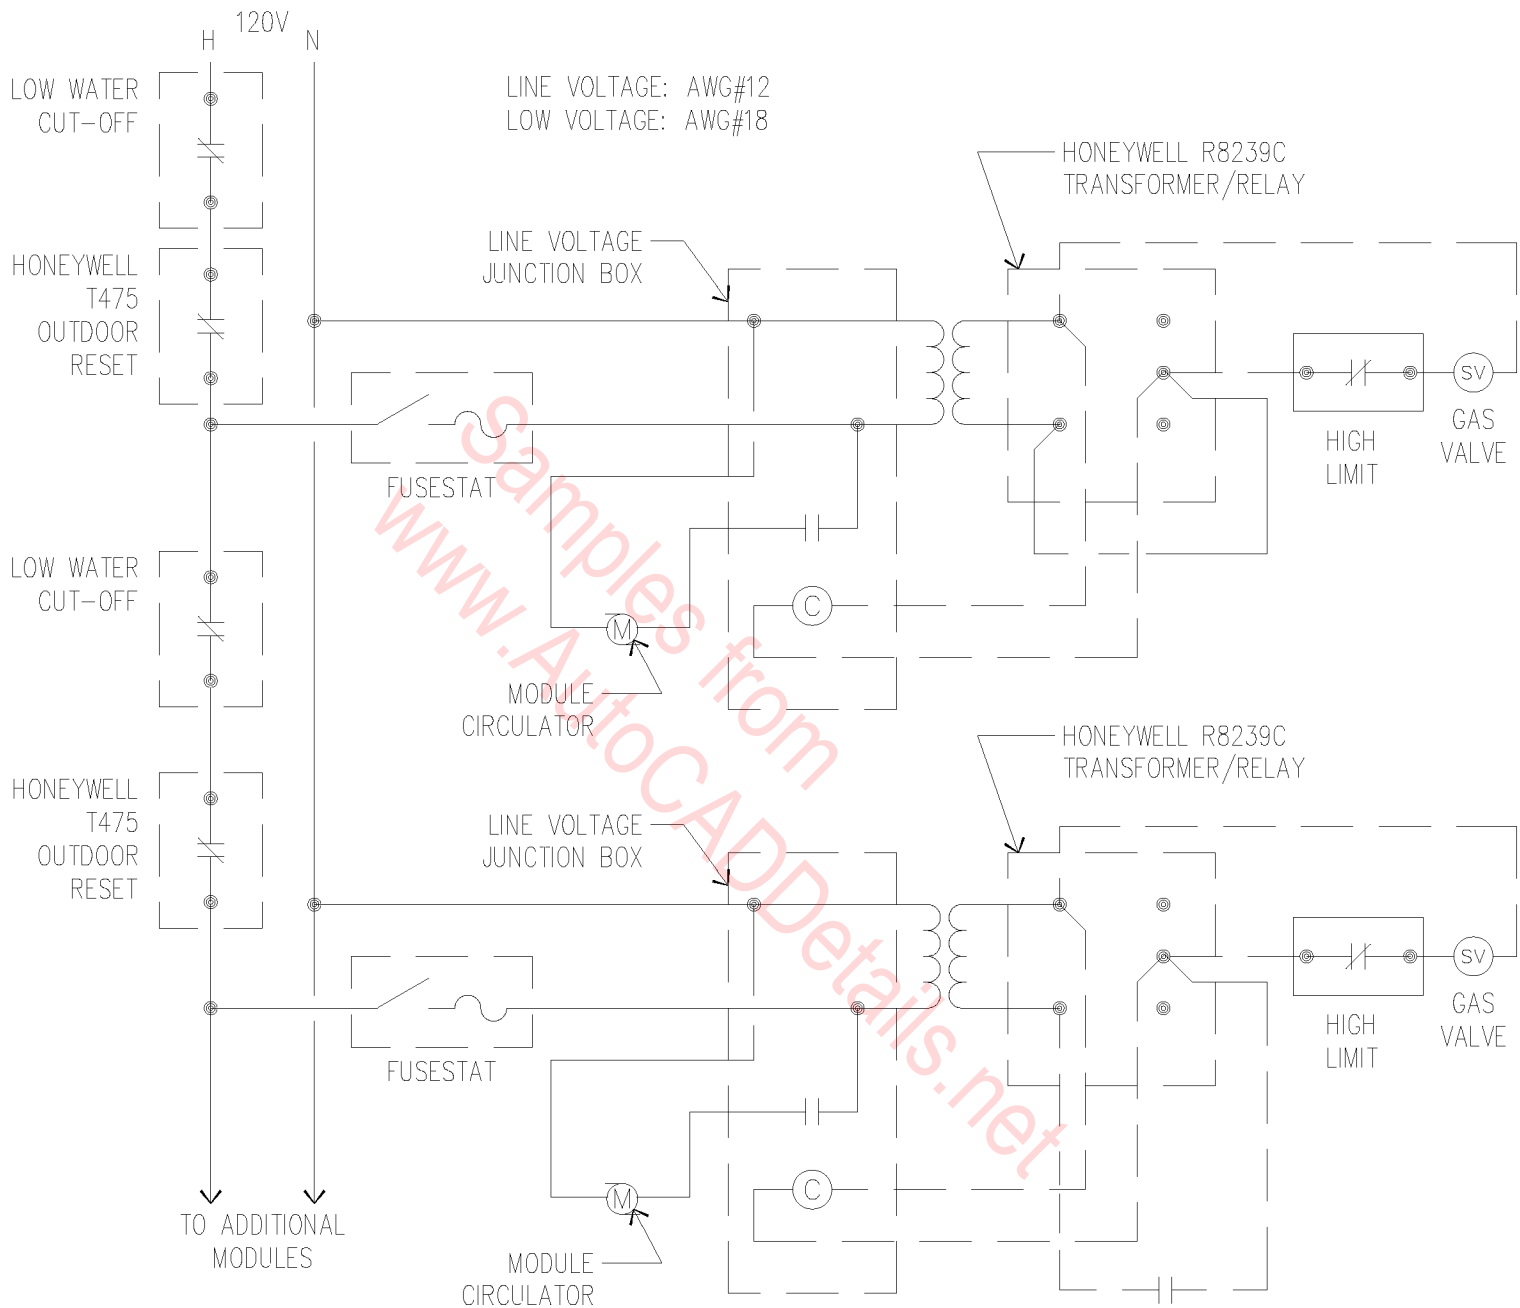 120V
H
N
LOW WATER
CUT-OFF
LINE VOLTAGE: AWG#12
LOW VOLTAGE: AWG#18
HONEYWELL R8239C
TRANSFORMER/RELAY
LINE VOLTAGE
JUNCTION BOX
HONEYWELL
T475
OUTDOOR
RESET
SV
GAS
VALVE
HIGH
LIMIT
FUSESTAT
LOW WATER
CUT-OFF
C
M
MODULE
CIRCULATOR
Samples from
www.AutoCADDetails.net
HONEYWELL R8239C
TRANSFORMER/RELAY
HONEYWELL
T475
OUTDOOR
RESET
LINE VOLTAGE
JUNCTION BOX
SV
GAS
VALVE
HIGH
LIMIT
FUSESTAT
C
M
TO ADDITIONAL
MODULES
MODULE
CIRCULATOR